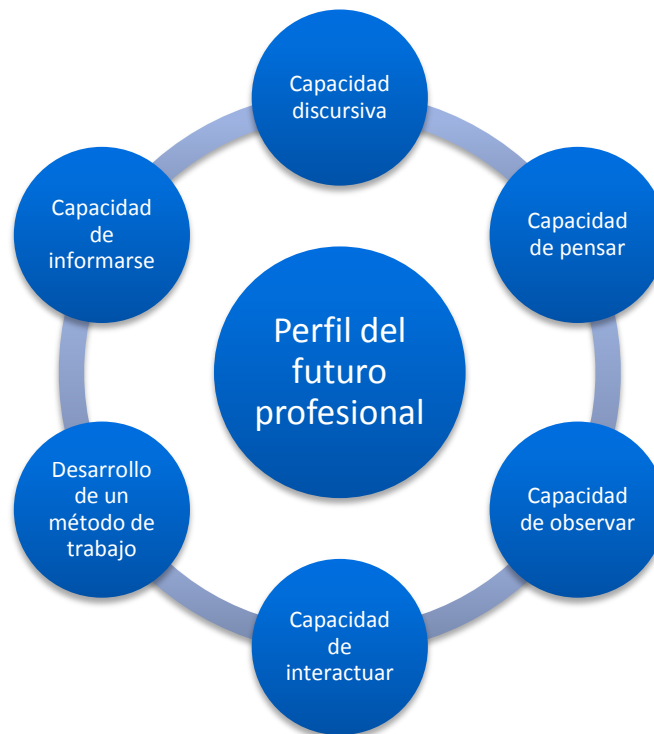 Capacidad
discursiva
Capacidad
de pensar
Capacidad
de observar
Capacidad
de
interactuar
Desarrollo
de un
método de
trabajo
Capacidad
de
informarse
Perfil del
futuro
profesional